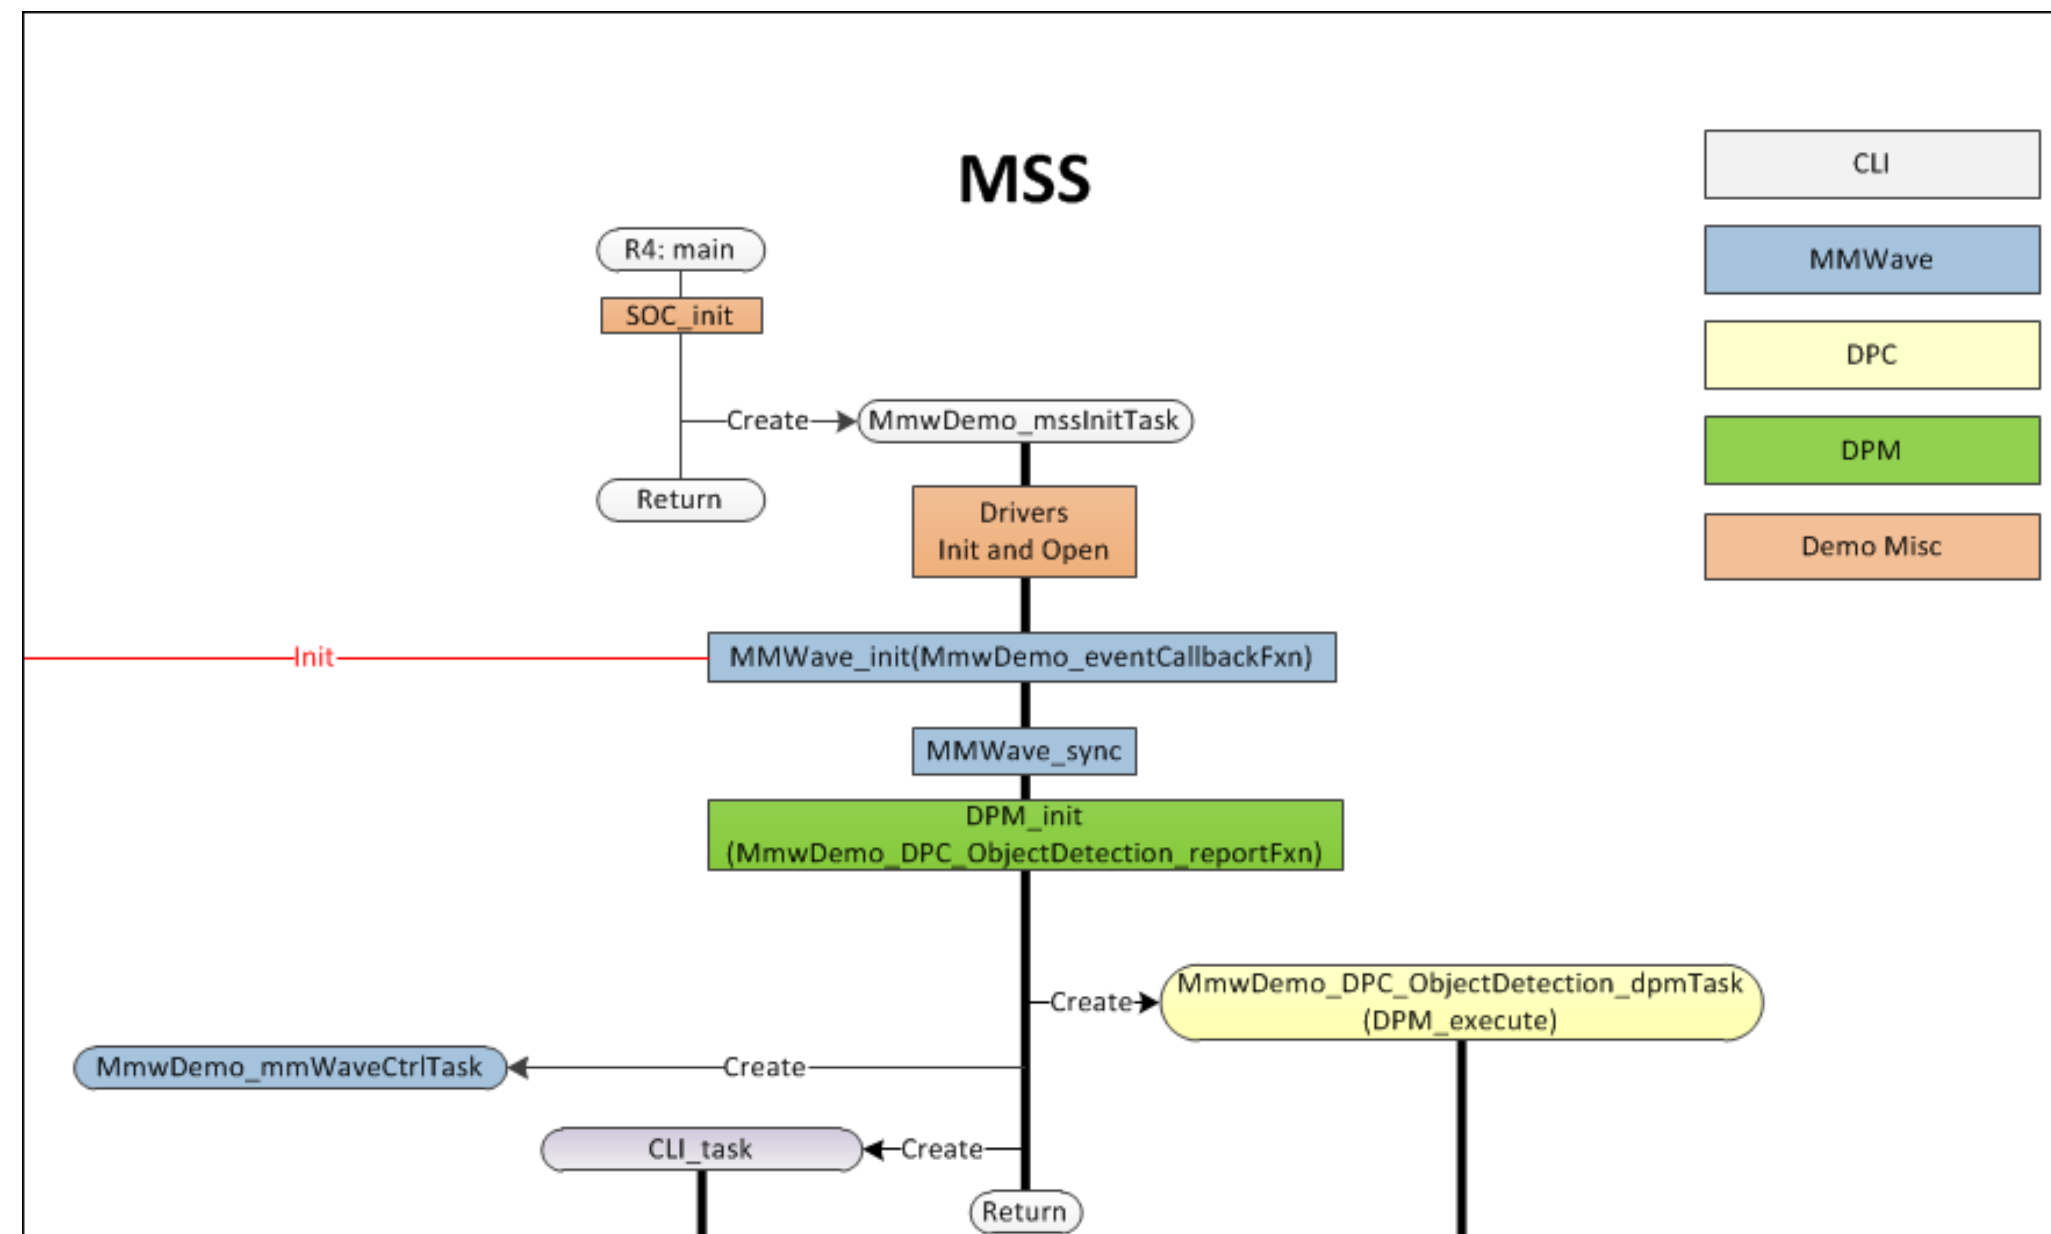 MSS
CLI
MMWave
DPC
DPM
Demo Misc
R4: main
SOC_init
Create
MmwDemo_mssInitTask
Return
Drivers
Init and Open
Init
MMWave_init(MmwDemo_eventCallbackFxn)
MMWave_sync
DPM_init
(MmwDemo_DPC_ObjectDetection_reportFxn)
Create
MmwDemo_DPC_ObjectDetection_dpmTask
(DPM_execute)
MmwDemo_mmWaveCtrlTask
Create
CLI_task
Create
Return